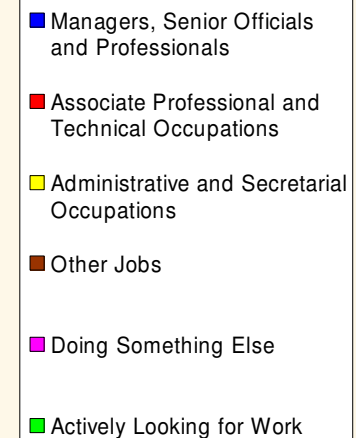 Managers, Senior Officials
and Professionals
Associate Professional and
Technical Occupations
Administrative and Secretarial
Occupations
Other Jobs
Doing Something Else
Actively Looking for Work